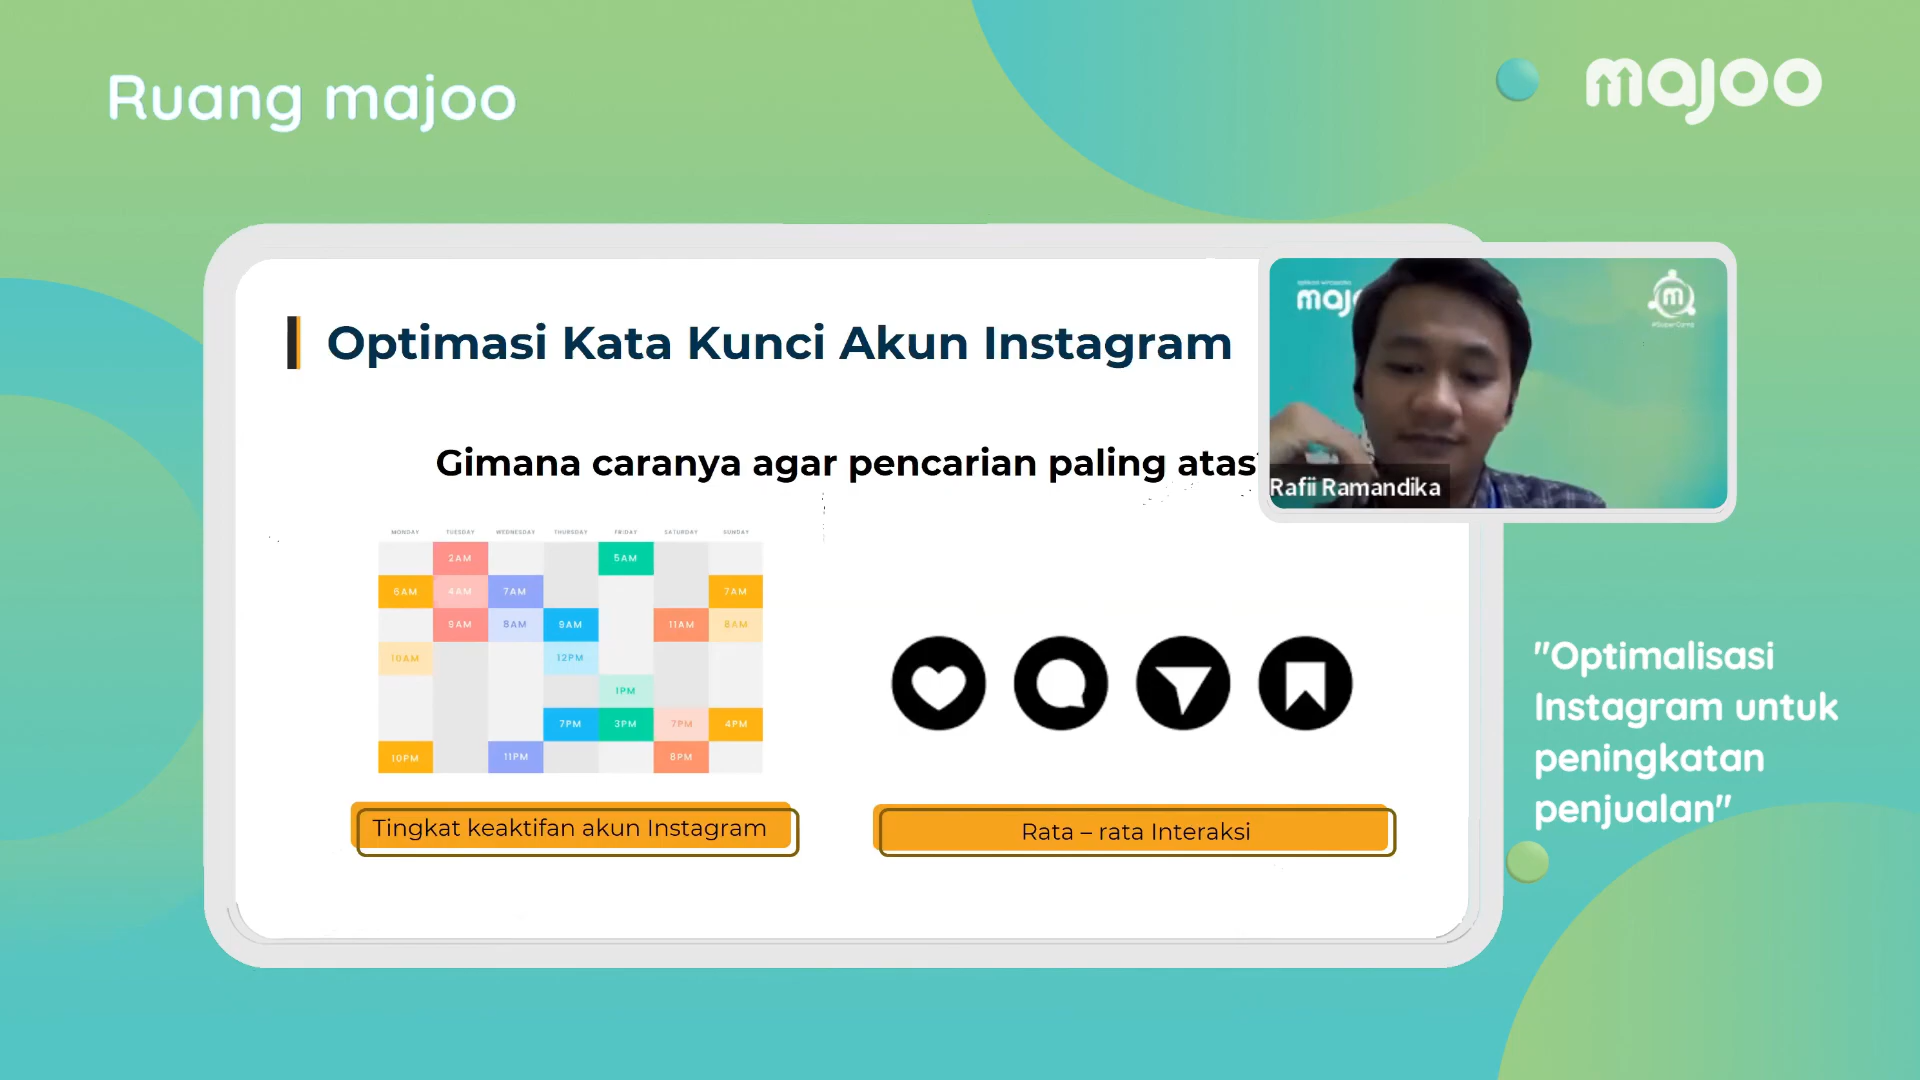 Ruang majoo
majoo
Optimasi Kata Kunci Akun Instagram
Gimana caranya agar pencarian paling atas?
majo
Rafii Ramandika
MONDAY TUESDAY WEDNESDAY THURSDAY FRIDAY SATURDAY SUNDAY
2AM 5AM
6AM 4AM 7AM 7AM
9AM 8AM 9AM 11AM 8AM
10AM 12PM
1PM
7PM 3PM 7PM 4PM
10PM 11PM 8PM
Tingkat keaktifan akun Instagram
Rata – rata Interaksi
"Optimalisasi
Instagram untuk
peningkatan
penjualan"